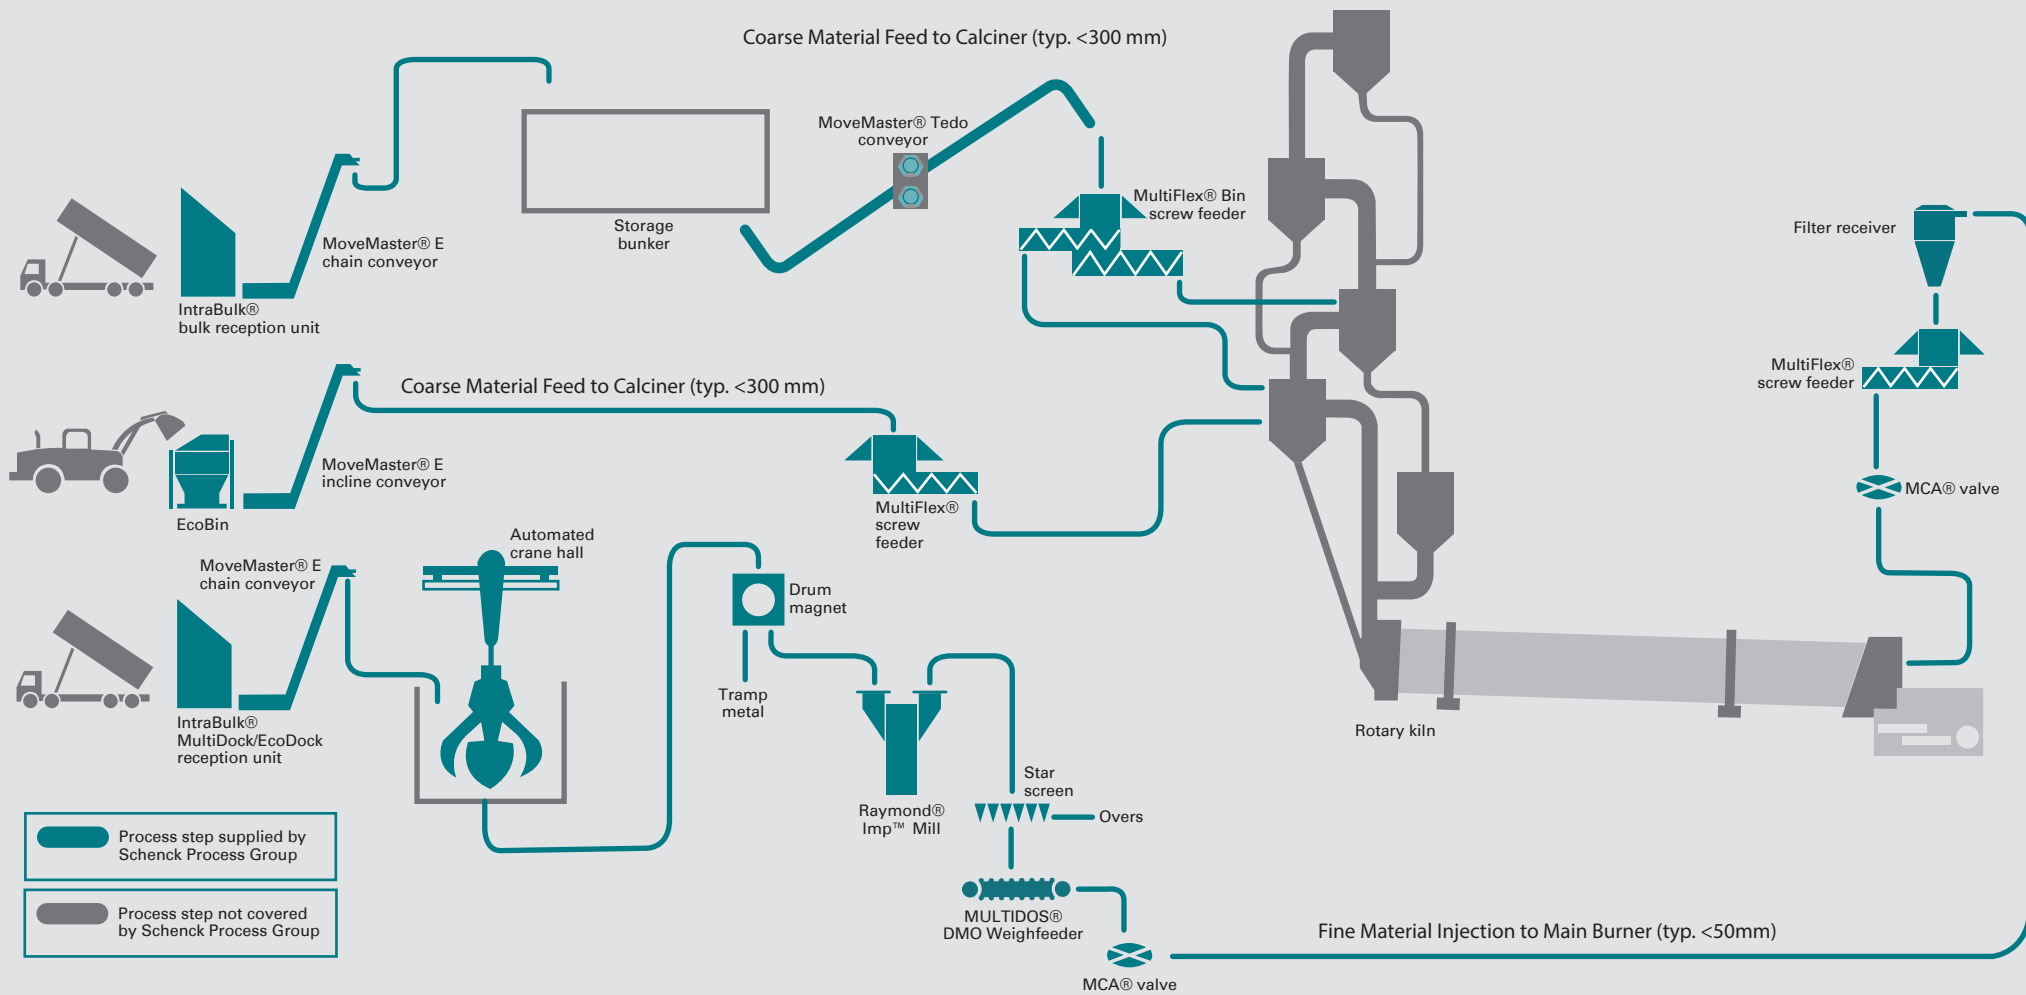 Coarse Material Feed to Calciner (typ. <300 mm)
MoveMaster® Tedo
conveyor
MultiFlex® Bin
screw feeder
Storage
bunker
MoveMaster® E
chain conveyor
IntraBulk®
bulk reception unit
Filter receiver
MultiFlex®
screw feeder
Coarse Material Feed to Calciner (typ. <300 mm)
MoveMaster® E
incline conveyor
EcoBin
MultiFlex®
screw
feeder
MCA® valve
Automated
crane hall
MoveMaster® E
chain conveyor
Drum
magnet
Tramp
metal
IntraBulk®
MultiDock/EcoDock
reception unit
Rotary kiln
Star
screen
Raymond®
Imp™ Mill
Overs
Process step supplied by
Schenck Process Group
Process step not covered
by Schenck Process Group
MULTIDOS®
DMO Weighfeeder
Fine Material Injection to Main Burner (typ. <50mm)
MCA® valve